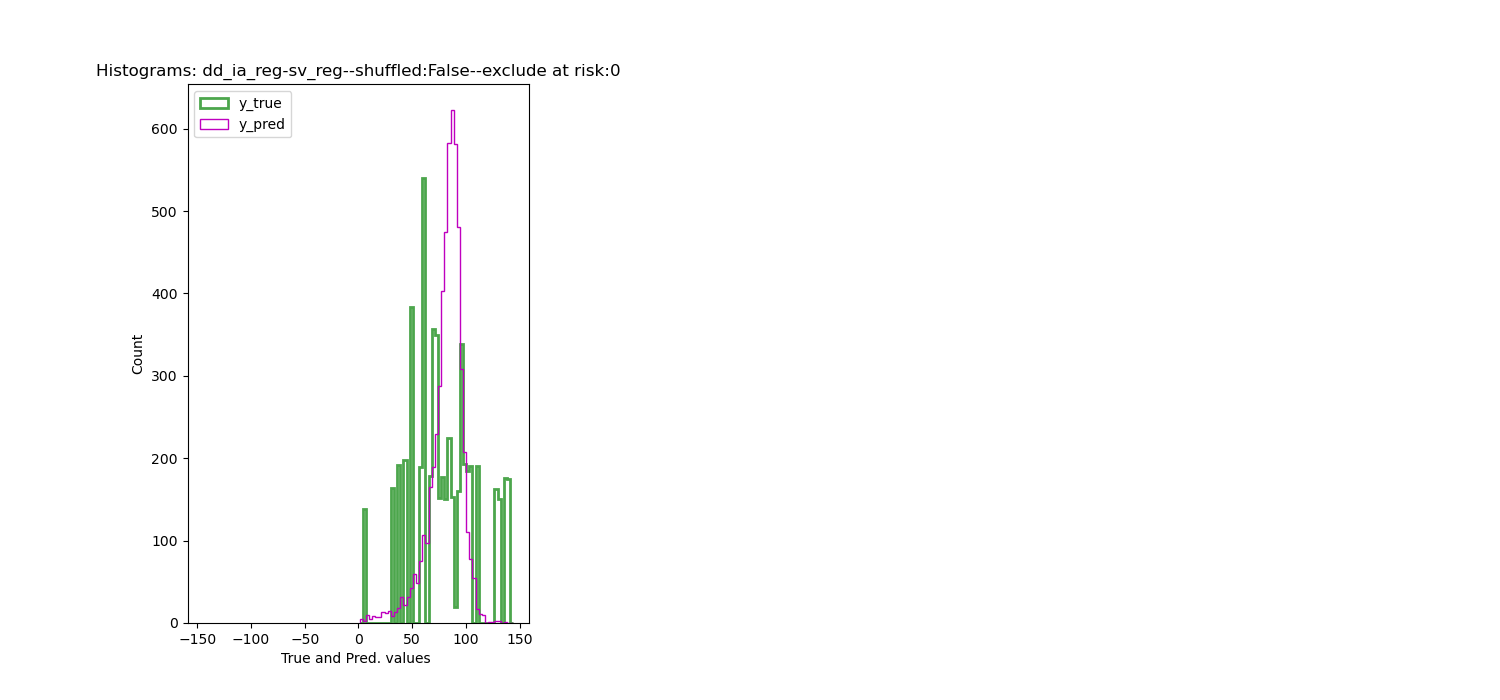 Histograms: dd_ia_reg-sv_reg--shuffled:False--exclude at risk:0
y_true
y_pred
600
500
400
300
200
100
0
Count
−150 −100 −50 0 50 100 150
True and Pred. values